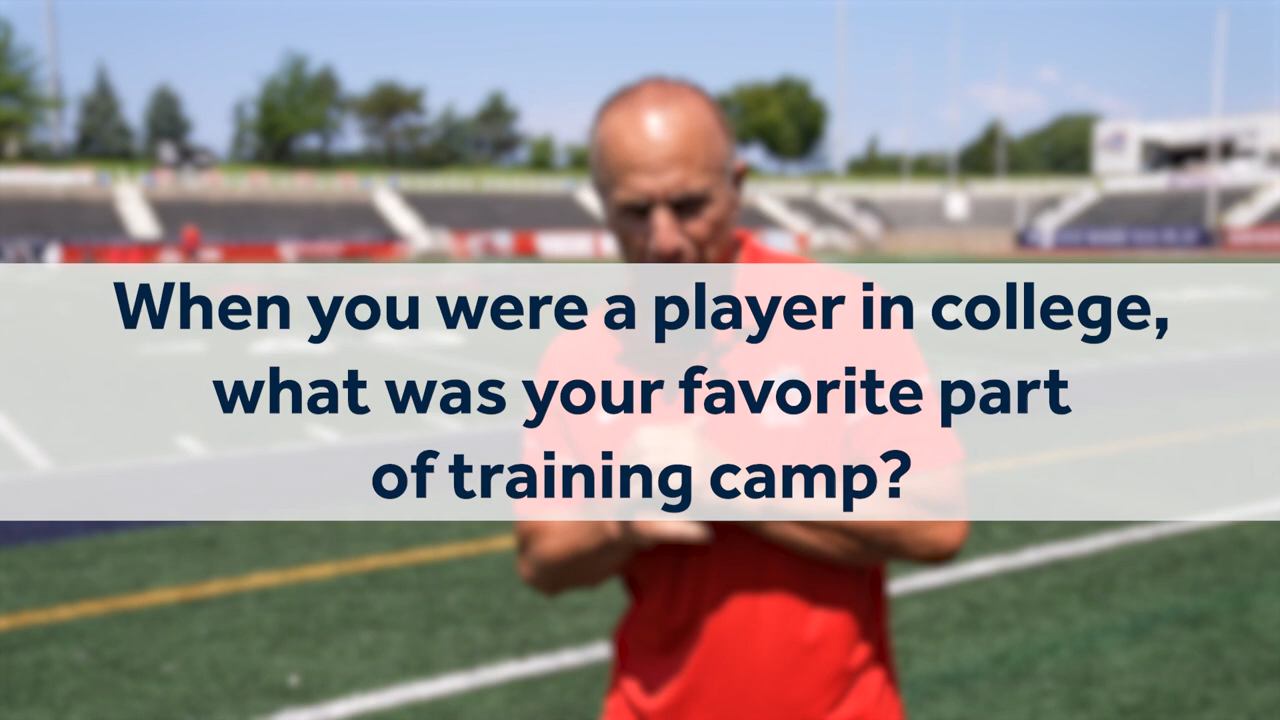 When you were a player in college,
what was your favorite part
of training camp?